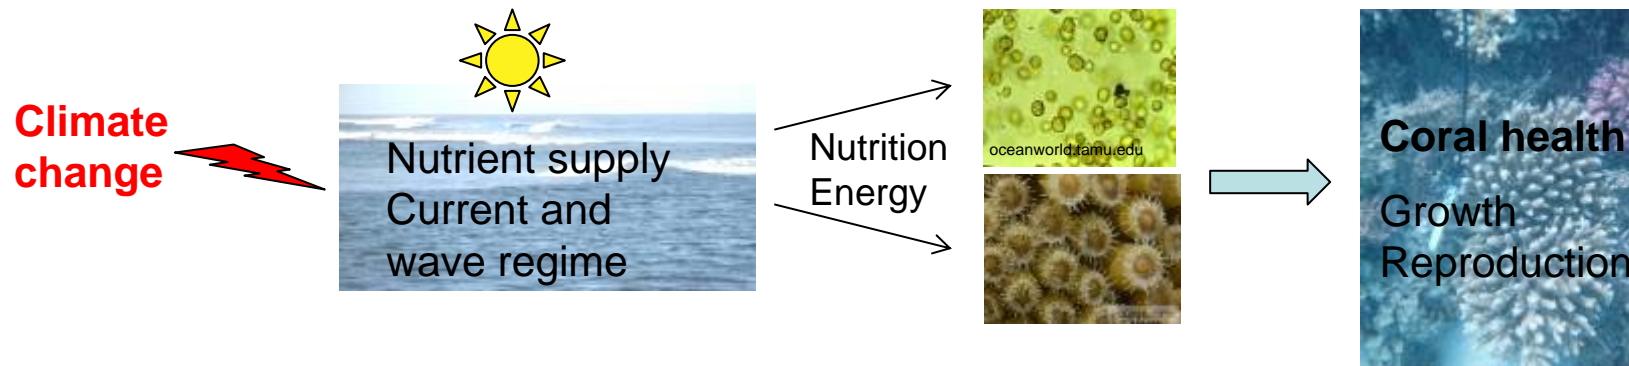 Climate
change
Nutrient supply
Current and
wave regime
Nutrition
Energy
oceanworld.tamu.edu
Coral health
Growth
Reproduction